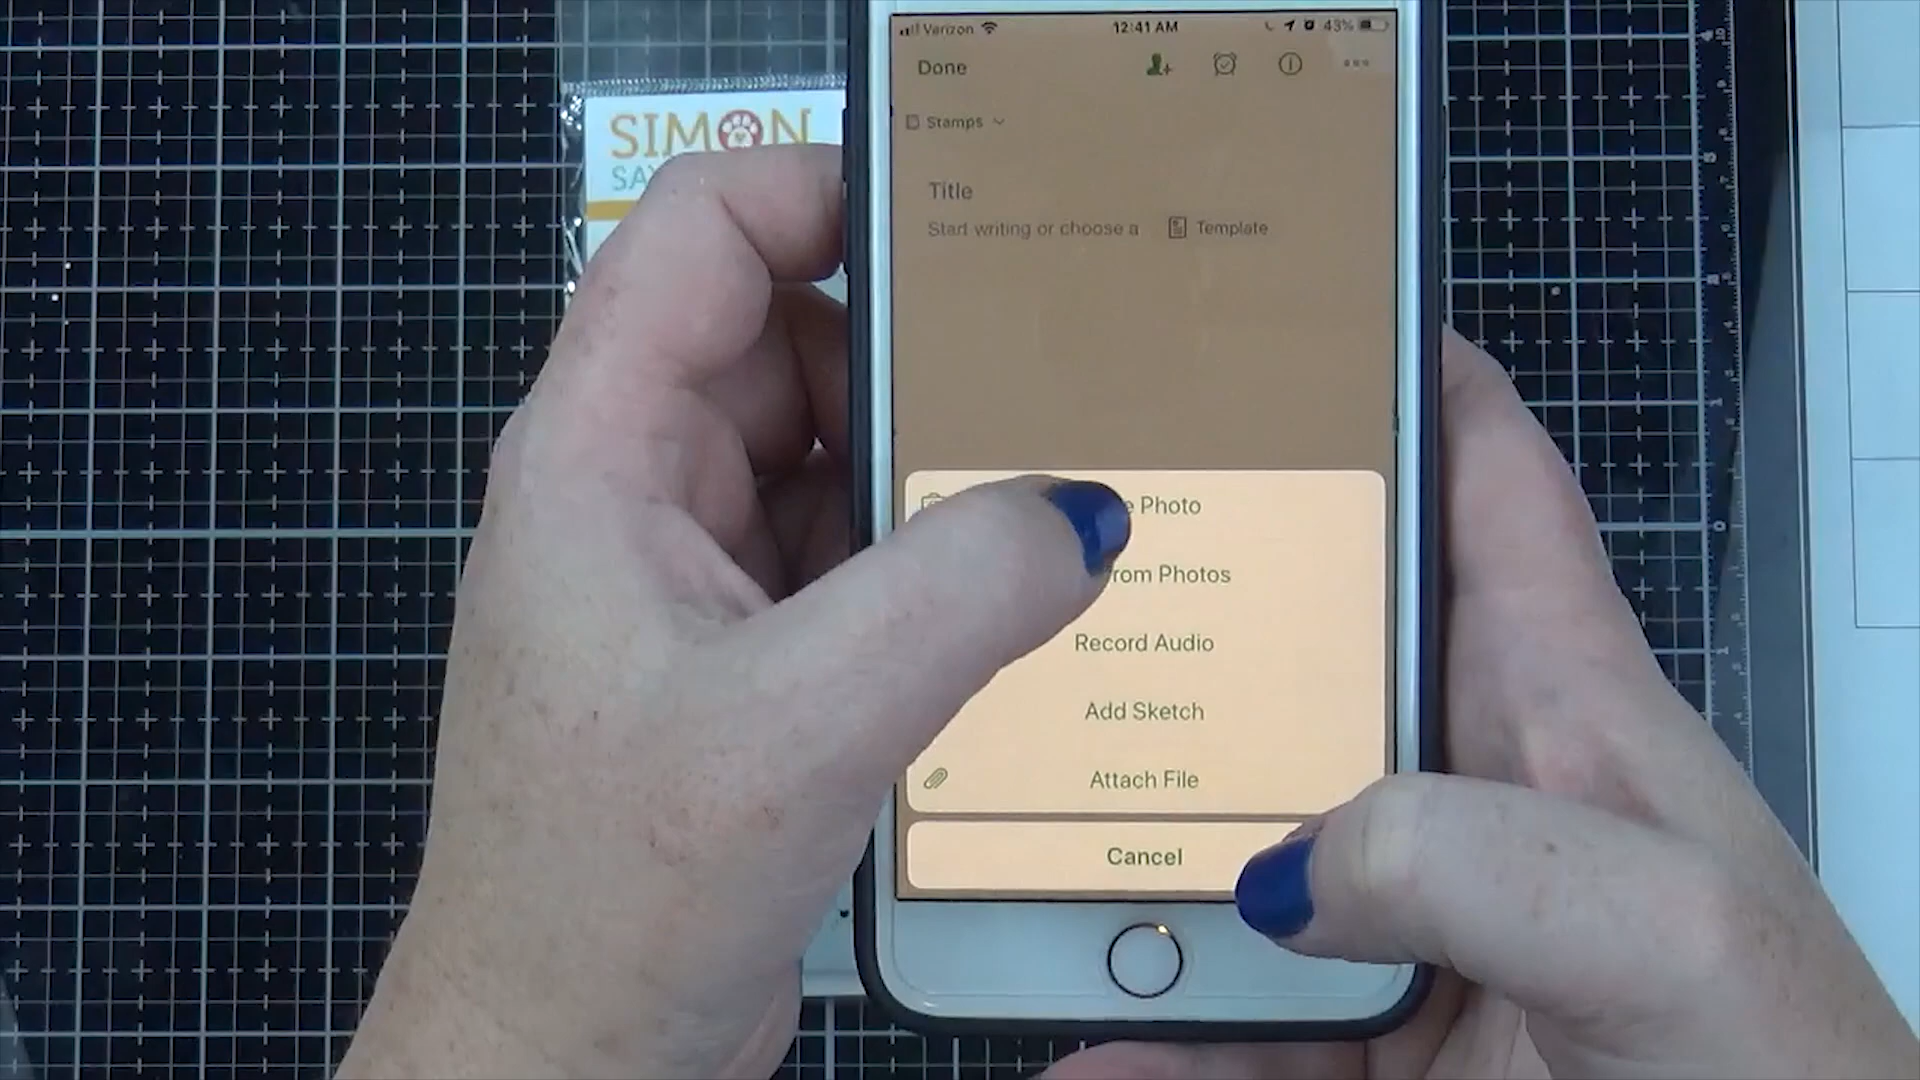 SIMON
SAY
Verizon 12:41 AM 43%
Done
Stamps
Title
Start writing or choose a Template
e Photo
rom Photos
Record Audio
Add Sketch
Attach File
Cancel